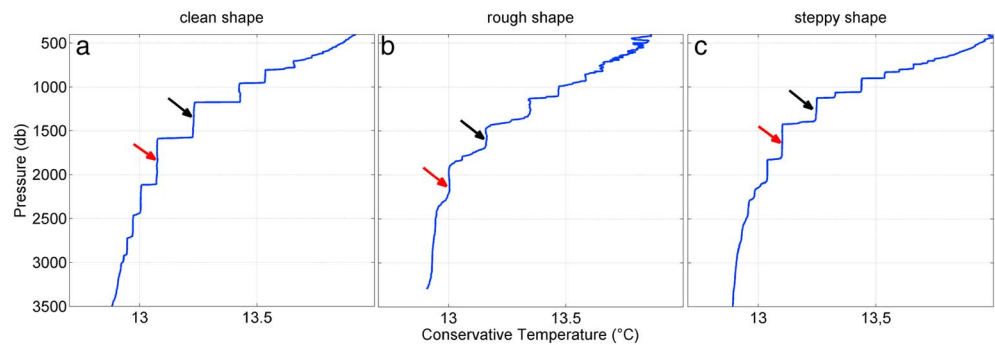 clean shape
rough shape
steppy shape
a
b
c
500
1000
1500
2000
2500
3000
3500
Pressure (db)
13
13.5
13
13.5
13
13,5
Conservative Temperature (°C)